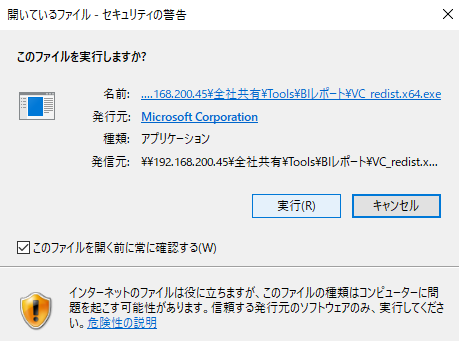 開いているファイル - セキュリティの警告
このファイルを実行しますか?
名前: ....168.200.45¥全社共有¥Tools¥BIレポート¥VC_redist.x64.exe
発行元: Microsoft Corporation
種類: アプリケーション
発信元: ¥¥192.168.200.45¥全社共有¥Tools¥BIレポート¥VC_redist.x...
実行(R) キャンセル
このファイルを開く前に常に確認する(W)
インターネットのファイルは役に立ちますが、このファイルの種類はコンピューターに問
題を起こす可能性があります。信頼する発行元のソフトウェアのみ、実行してくださ
い。危険性の説明